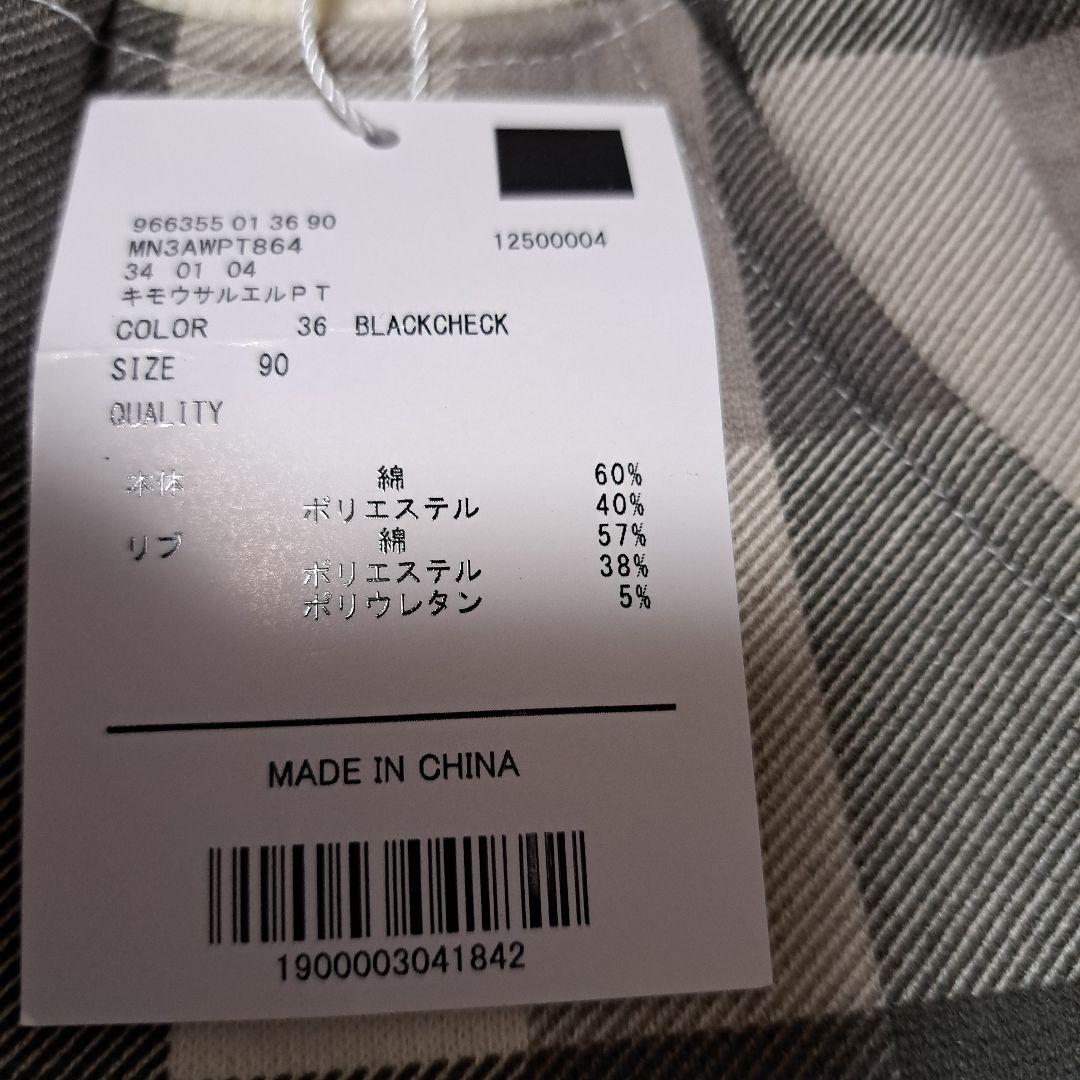 966355 01 36 90
MN3AWPT864 12500004
34 01 04
キモウサルエルPT
COLOR 36 BLACKCHECK
SIZE 90
QUALITY
本体 綿 60%
ポリエステル 40%
リブ 綿 57%
ポリエステル 38%
ポリウレタン 5%
MADE IN CHINA
1900003041842